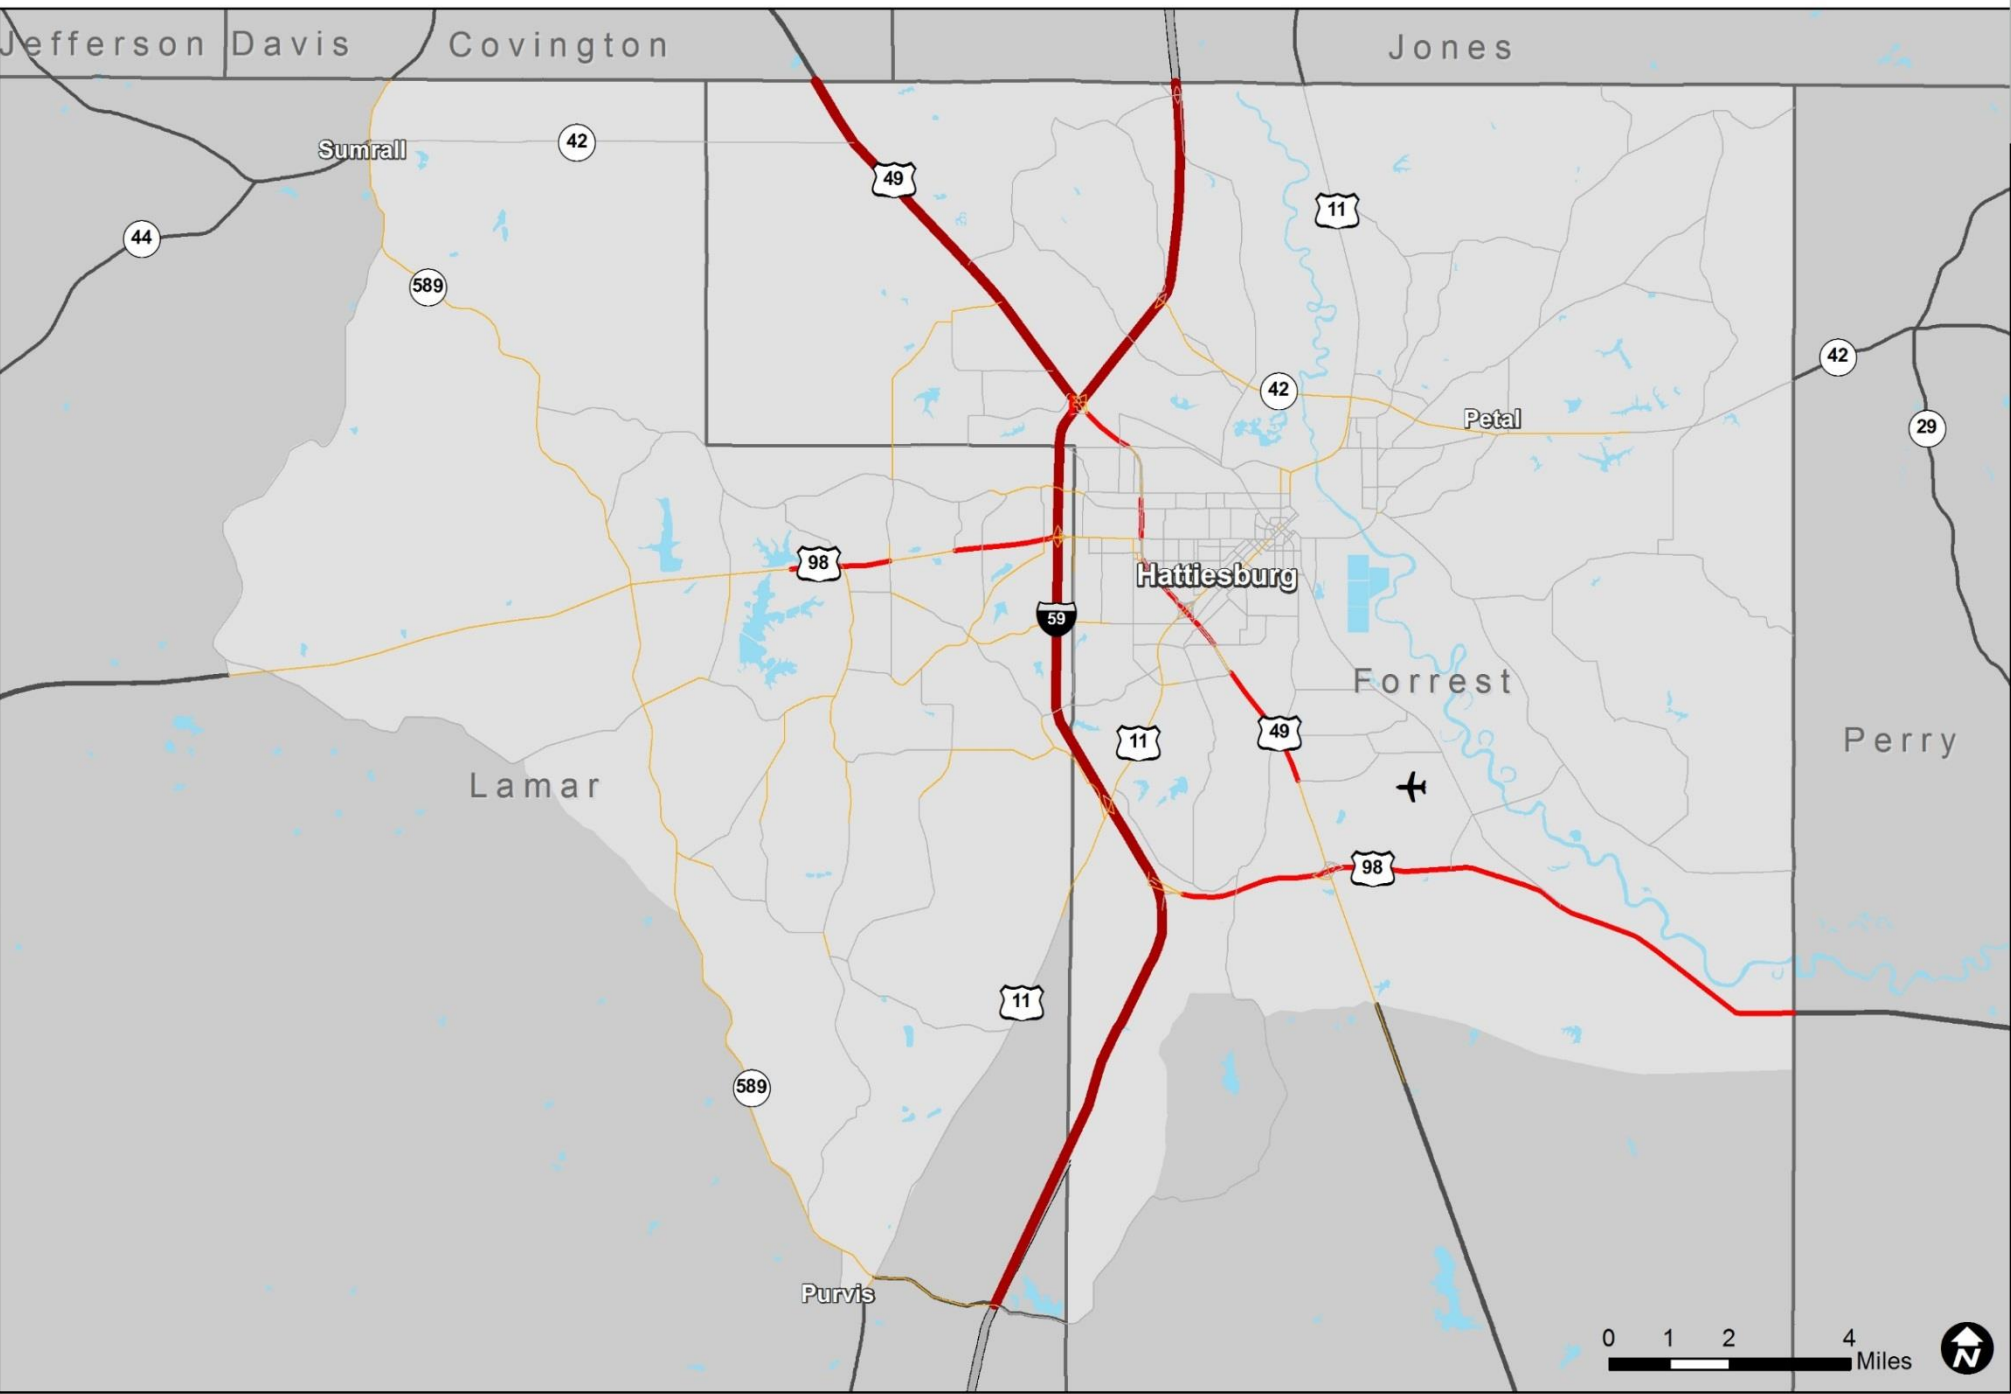 Jefferson Davis
Covington
Jones
Sumrall
42
49
11
44
589
42
42
Petal
29
98
Hattiesburg
59
Forrest
11
49
Perry
Lamar
98
11
589
Purvis
0 1 2 4
Miles
N